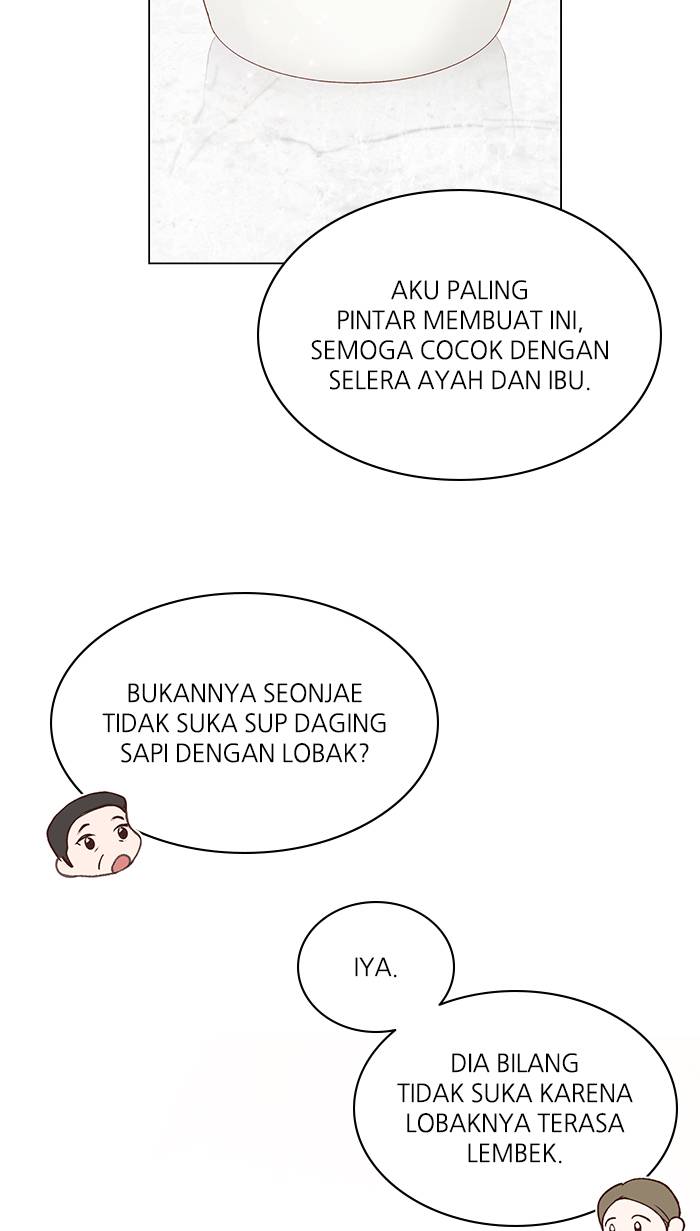 AKU PALING
PINTAR MEMBUAT INI,
SEMOGA COCOK DENGAN
SELERA AYAH DAN IBU.
BUKANNYA SEONJAE
TIDAK SUKA SUP DAGING
SAPI DENGAN LOBAK?
IYA.
DIA BILANG
TIDAK SUKA KARENA
LOBAKNYA TERASA
LEMBEK.